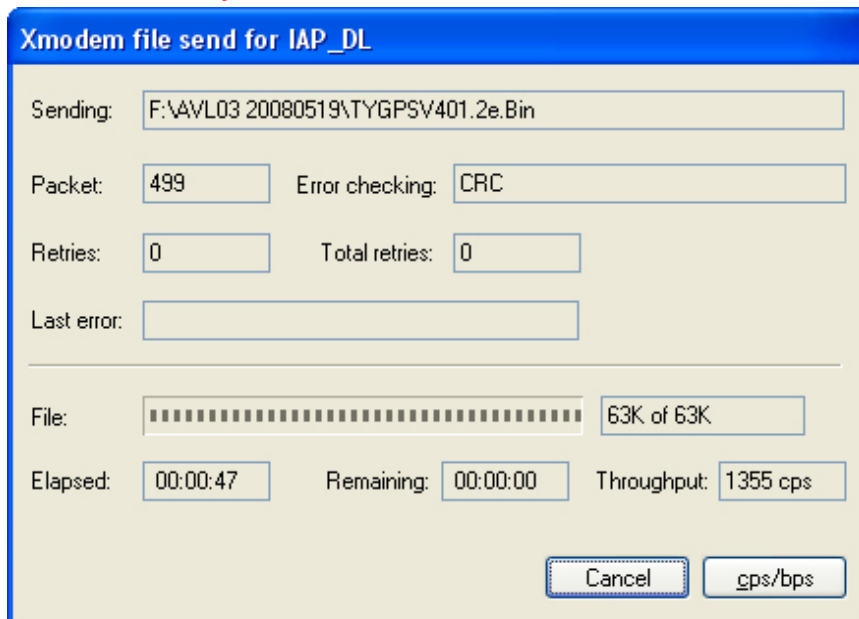 Xmodem file send for IAP_DL
Sending: F:\AVL03 20080519\TYGPSV401.2e.Bin
Packet: 499 Error checking: CRC
Retries: 0 Total retries: 0
Last error:
File: 63K of 63K
Elapsed: 00:00:47 Remaining: 00:00:00 Throughput: 1355 cps
Cancel cps/bps